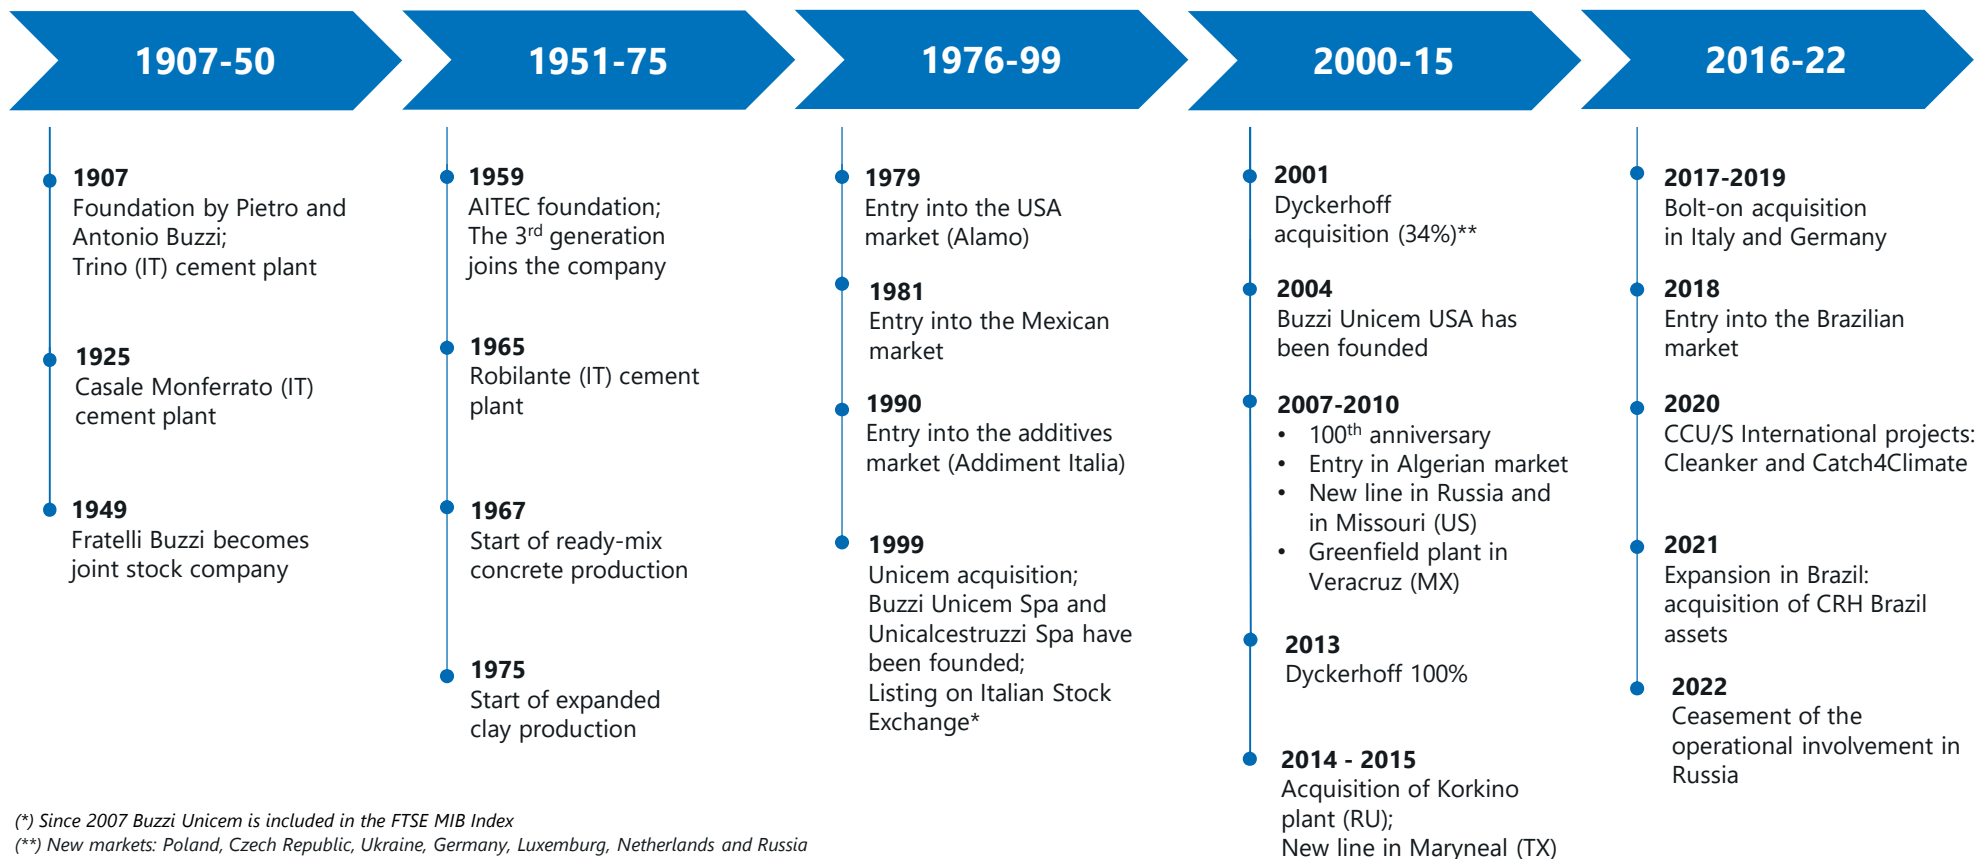 1907-50
1907
Foundation by Pietro and
Antonio Buzzi;
Trino (IT) cement plant
1925
Casale Monferrato (IT)
cement plant
1949
Fratelli Buzzi becomes
joint stock company
1951-75
1959
AITEC foundation;
The 3rd generation
joins the company
1965
Robilante (IT) cement
plant
1967
Start of ready-mix
concrete production
1975
Start of expanded
clay production
1976-99
1979
Entry into the USA
market (Alamo)
1981
Entry into the Mexican
market
1990
Entry into the additives
market (Addiment Italia)
1999
Unicem acquisition;
Buzzi Unicem Spa and
Unicalcestruzzi Spa have
been founded;
Listing on Italian Stock
Exchange*
2000-15
2001
Dyckerhoff
acquisition (34%)**
2004
Buzzi Unicem USA has
been founded
2007-2010
• 100th anniversary
• Entry in Algerian market
• New line in Russia and
in Missouri (US)
• Greenfield plant in
Veracruz (MX)
2013
Dyckerhoff 100%
2014 - 2015
Acquisition of Korkino
plant (RU);
New line in Maryneal (TX)
2016-22
2017-2019
Bolt-on acquisition
in Italy and Germany
2018
Entry into the Brazilian
market
2020
CCU/S International projects:
Cleanker and Catch4Climate
2021
Expansion in Brazil:
acquisition of CRH Brazil
assets
2022
Ceasement of the
operational involvement in
Russia
(*) Since 2007 Buzzi Unicem is included in the FTSE MIB Index
(**) New markets: Poland, Czech Republic, Ukraine, Germany, Luxemburg, Netherlands and Russia